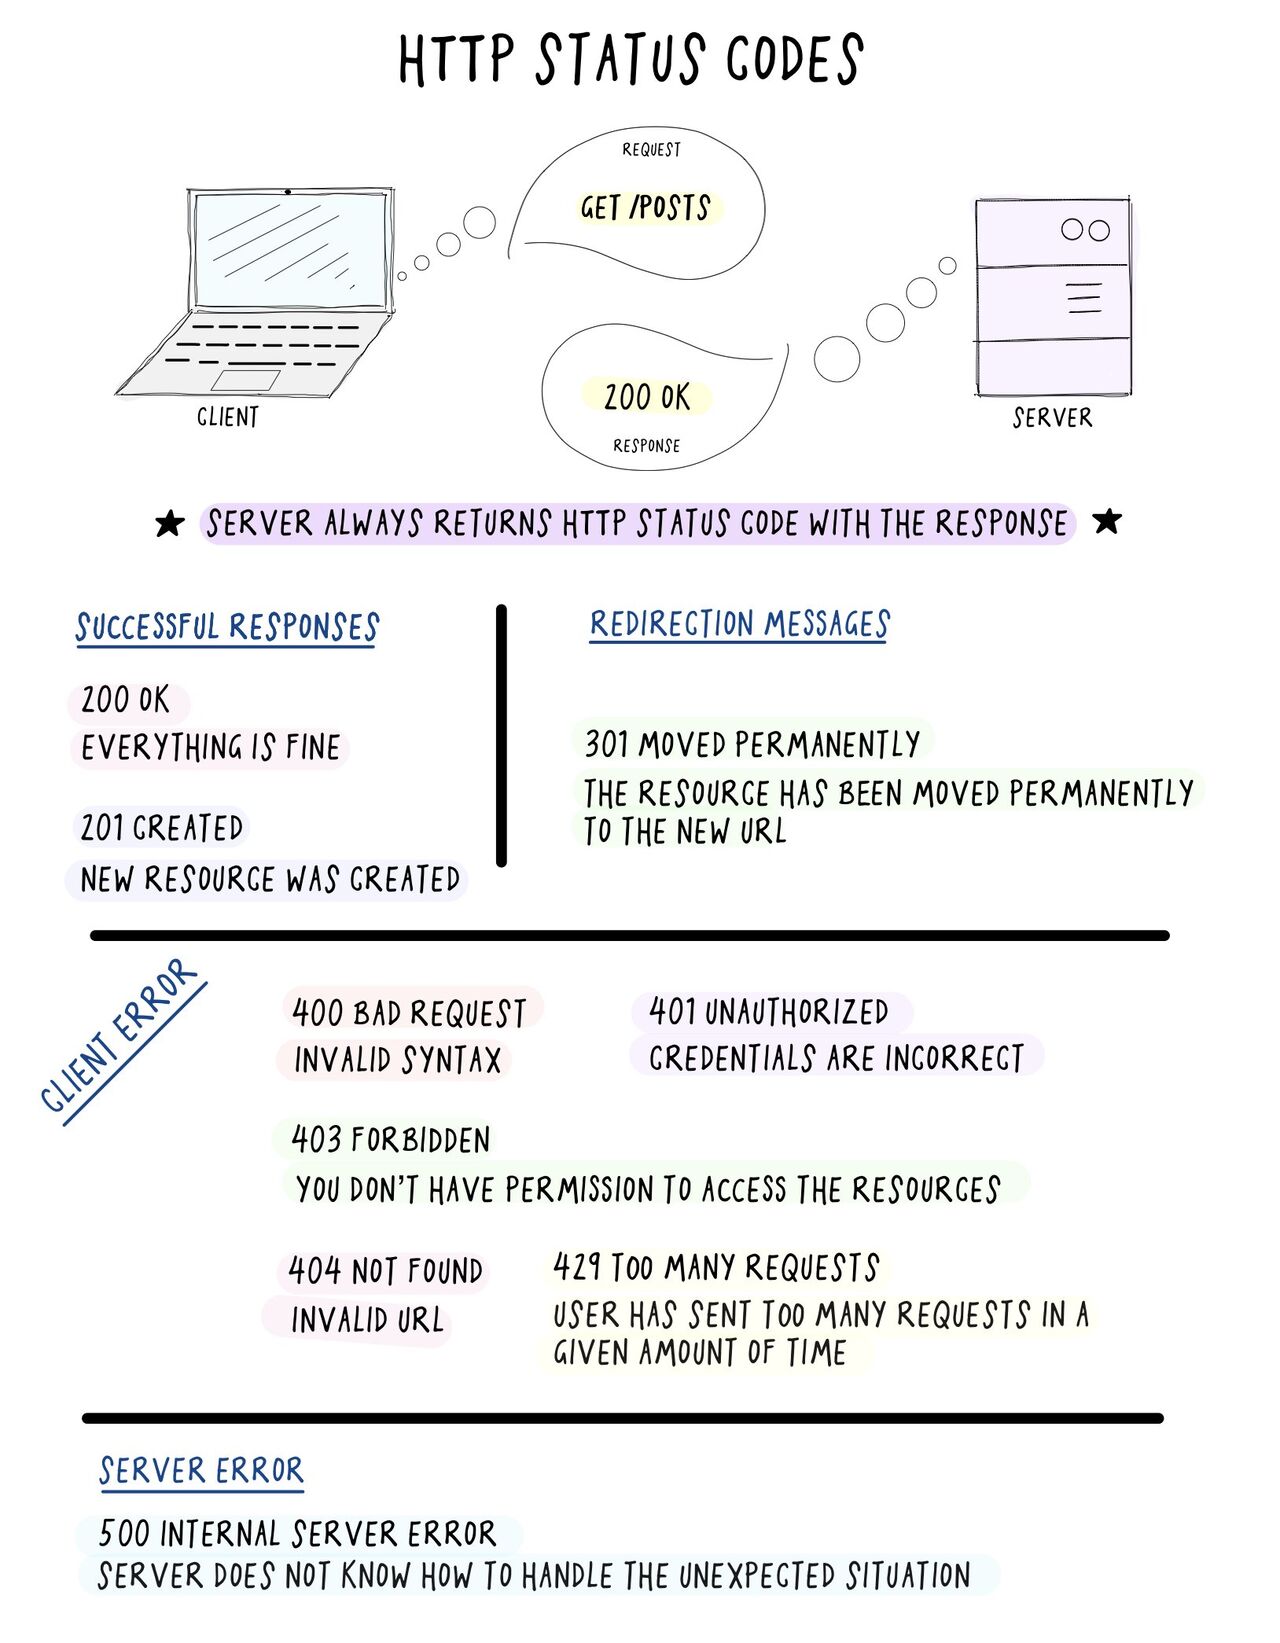 HTTP STATUS CODES
REQUEST
GET /POSTS
200 OK
RESPONSE
CLIENT
SERVER
SERVER ALWAYS RETURNS HTTP STATUS CODE WITH THE RESPONSE
SUCCESSFUL RESPONSES
200 OK
EVERYTHING IS FINE
201 CREATED
NEW RESOURCE WAS CREATED
REDIRECTION MESSAGES
301 MOVED PERMANENTLY
THE RESOURCE HAS BEEN MOVED PERMANENTLY
TO THE NEW URL
CLIENT ERROR
400 BAD REQUEST
INVALID SYNTAX
401 UNAUTHORIZED
CREDENTIALS ARE INCORRECT
403 FORBIDDEN
YOU DON'T HAVE PERMISSION TO ACCESS THE RESOURCES
404 NOT FOUND
INVALID URL
429 TOO MANY REQUESTS
USER HAS SENT TOO MANY REQUESTS IN A
GIVEN AMOUNT OF TIME
SERVER ERROR
500 INTERNAL SERVER ERROR
SERVER DOES NOT KNOW HOW TO HANDLE THE UNEXPECTED SITUATION